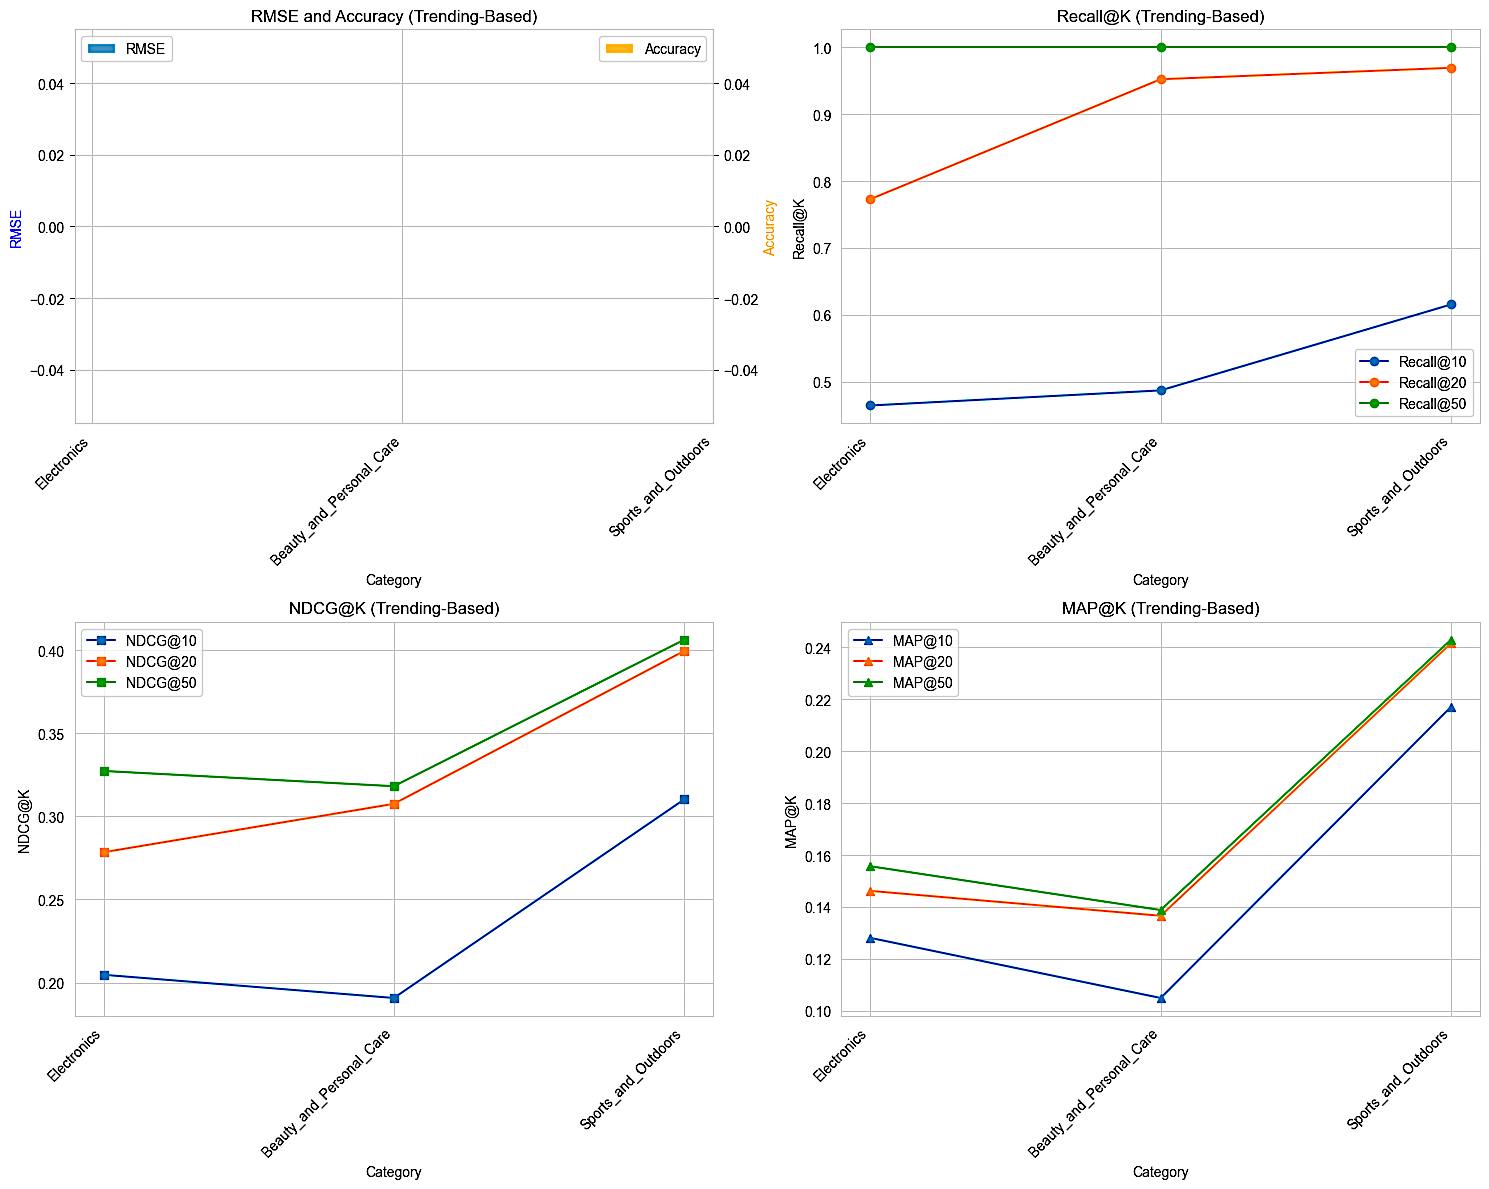 RMSE and Accuracy (Trending-Based)
RMSE
Accuracy
0.04
0.02
0.00
−0.02
−0.04
RMSE
0.04
0.02
0.00
−0.02
−0.04
Accuracy
Electronics
Beauty_and_Personal_Care
Sports_and_Outdoors
Category
Recall@K (Trending-Based)
1.0
0.9
0.8
0.7
0.6
0.5
Recall@K
Recall@10
Recall@20
Recall@50
Electronics
Beauty_and_Personal_Care
Sports_and_Outdoors
Category
NDCG@K (Trending-Based)
NDCG@10
NDCG@20
NDCG@50
0.40
0.35
0.30
0.25
0.20
NDCG@K
Electronics
Beauty_and_Personal_Care
Sports_and_Outdoors
Category
MAP@K (Trending-Based)
MAP@10
MAP@20
MAP@50
0.24
0.22
0.20
0.18
0.16
0.14
0.12
0.10
MAP@K
Electronics
Beauty_and_Personal_Care
Sports_and_Outdoors
Category